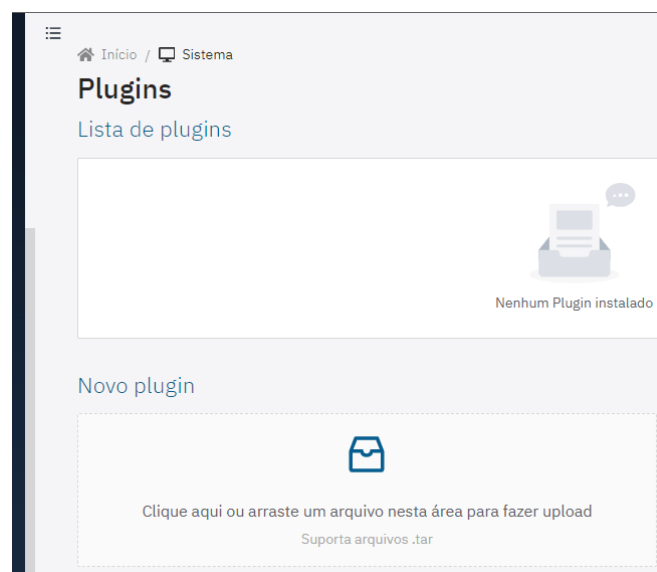 Início / Sistema
Plugins
Lista de plugins
Nenhum Plugin instalado
Novo plugin
Clique aqui ou arraste um arquivo nesta área para fazer upload
Suporta arquivos .tar